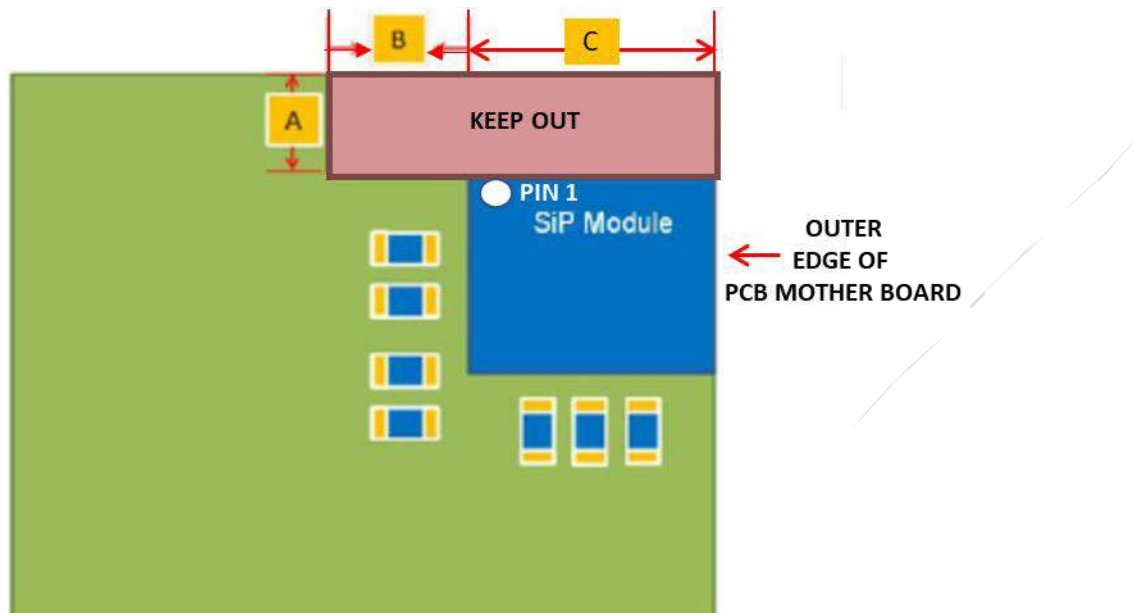 B
C
A
KEEP OUT
PIN 1
SiP Module
OUTER
EDGE OF
PCB MOTHER BOARD